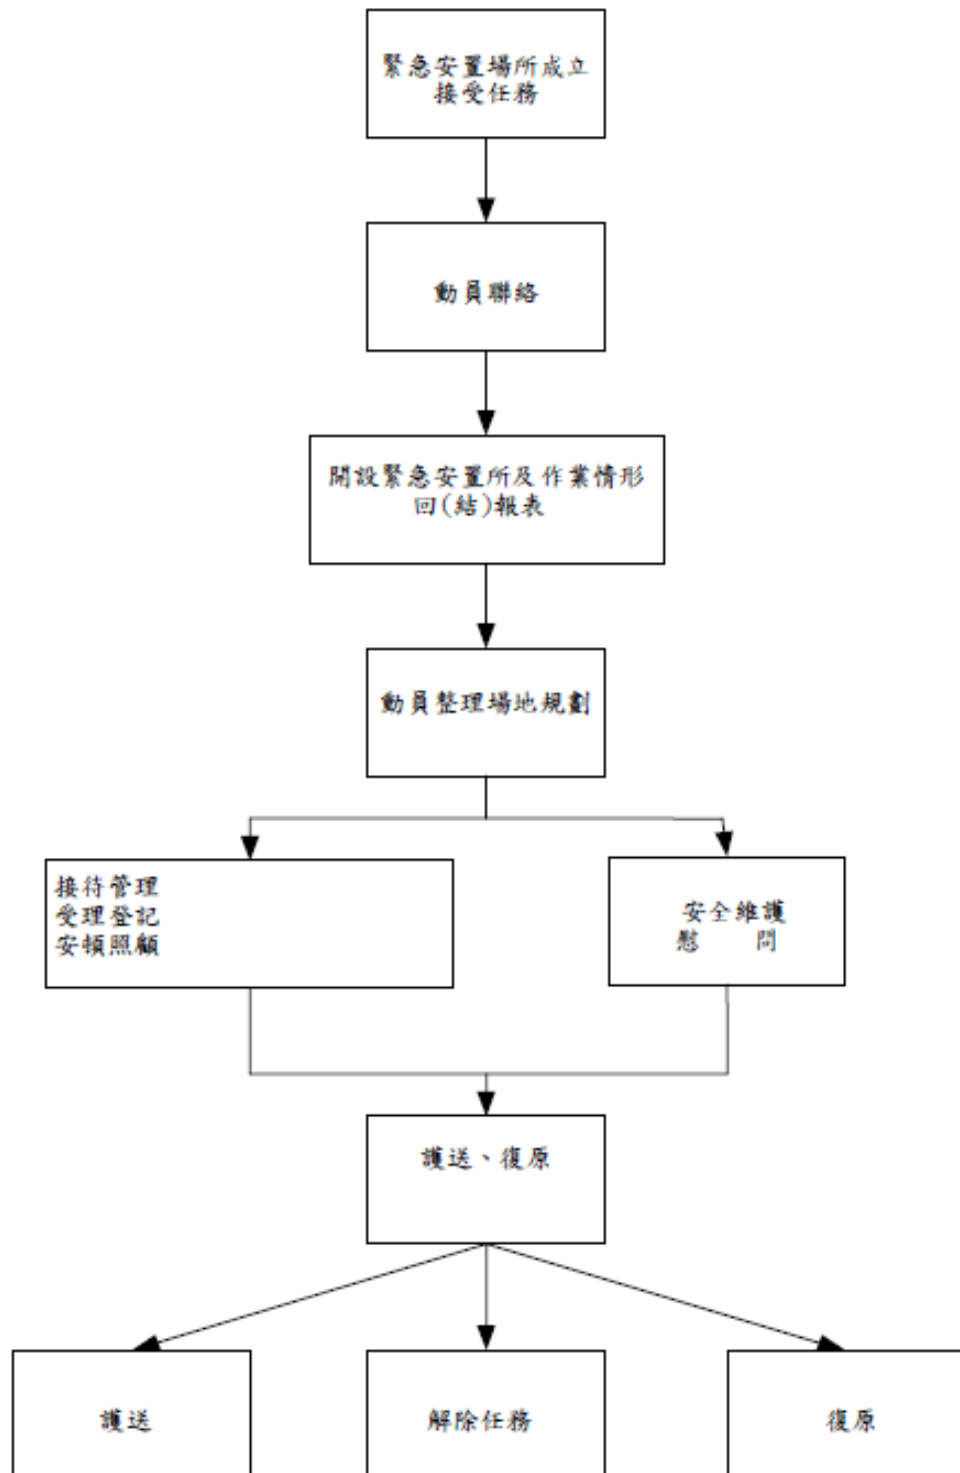 緊急安置場所成立
接受任務
動員聯絡
開設緊急安置所及作業情形
回(結)報表
動員整理場地規劃
接待管理
受理登記
安頓照顧
安全維護
慰　　問
護送、復原
護送
解除任務
復原